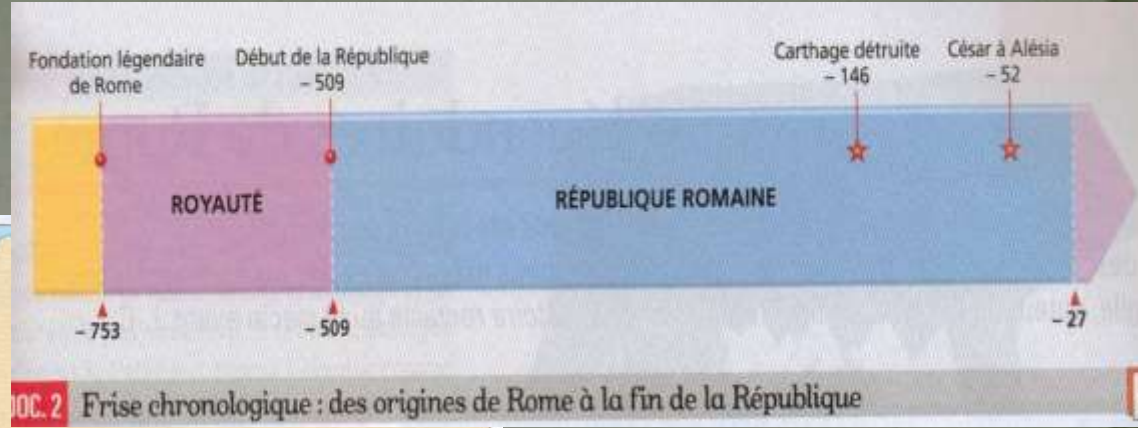 Fondation légendaire
de Rome
Début de la République
– 509
Carthage détruite
– 146
César à Alésia
– 52
ROYAUTÉ
RÉPUBLIQUE ROMAINE
– 753
– 509
– 27
DOC. 2 Frise chronologique : des origines de Rome à la fin de la République